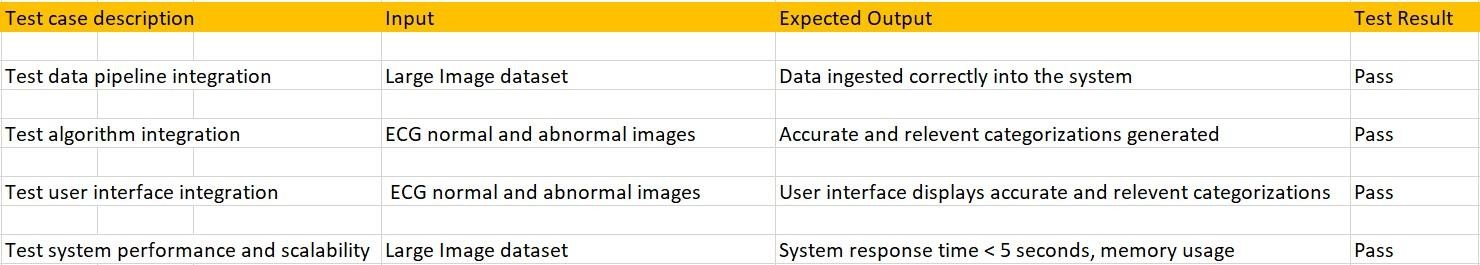 Test case description Input Expected Output Test Result
Test data pipeline integration Large Image dataset Data ingested correctly into the system Pass
Test algorithm integration ECG normal and abnormal images Accurate and relevent categorizations generated Pass
Test user interface integration ECG normal and abnormal images User interface displays accurate and relevent categorizations Pass
Test system performance and scalability Large Image dataset System response time < 5 seconds, memory usage Pass